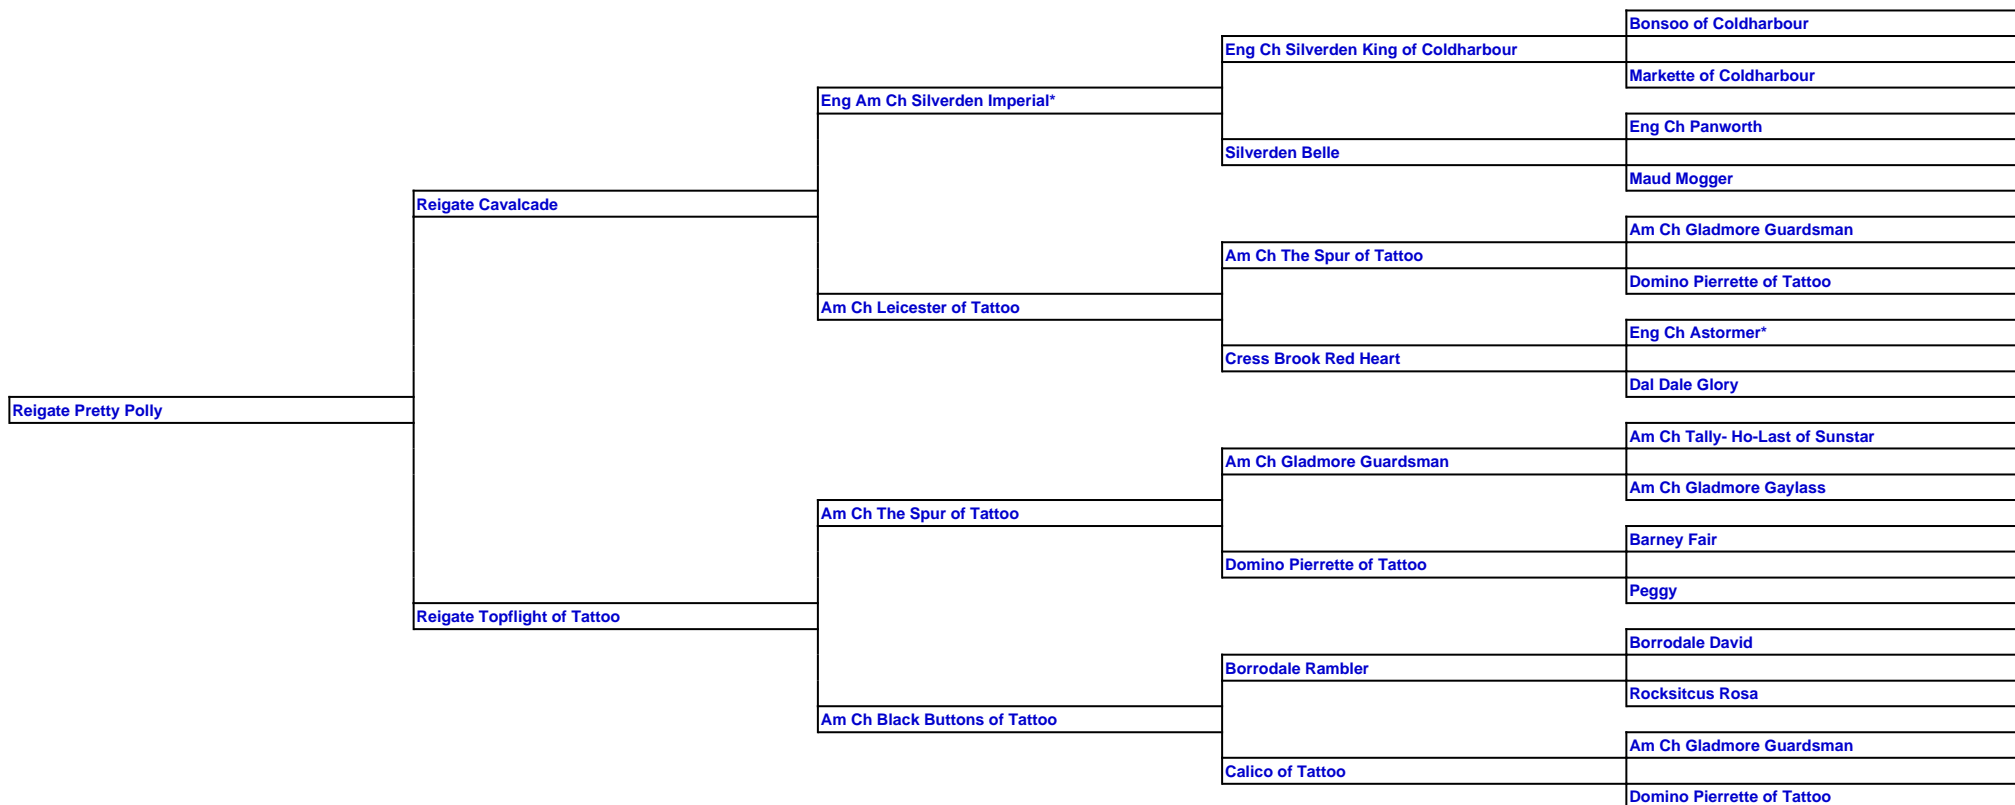 Bonsoo of Coldharbour
Eng Ch Silverden King of Coldharbour
Markette of Coldharbour
Eng Am Ch Silverden Imperial*
Eng Ch Panworth
Silverden Belle
Maud Mogger
Reigate Cavalcade
Am Ch Gladmore Guardsman
Am Ch The Spur of Tattoo
Domino Pierrette of Tattoo
Am Ch Leicester of Tattoo
Eng Ch Astormer*
Cress Brook Red Heart
Dal Dale Glory
Reigate Pretty Polly
Am Ch Tally- Ho-Last of Sunstar
Am Ch Gladmore Guardsman
Am Ch Gladmore Gaylass
Am Ch The Spur of Tattoo
Barney Fair
Domino Pierrette of Tattoo
Peggy
Reigate Topflight of Tattoo
Borrodale David
Borrodale Rambler
Rocksitcus Rosa
Am Ch Black Buttons of Tattoo
Am Ch Gladmore Guardsman
Calico of Tattoo
Domino Pierrette of Tattoo